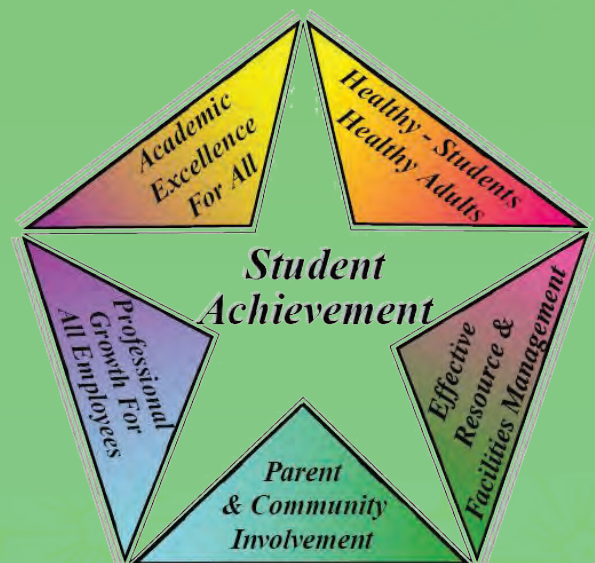 Academic
Excellence
For All
Healthy - Students
Healthy Adults
Student
Achievement
Professional
Growth For
All Employees
Effective
Resource &
Facilities Management
Parent
& Community
Involvement